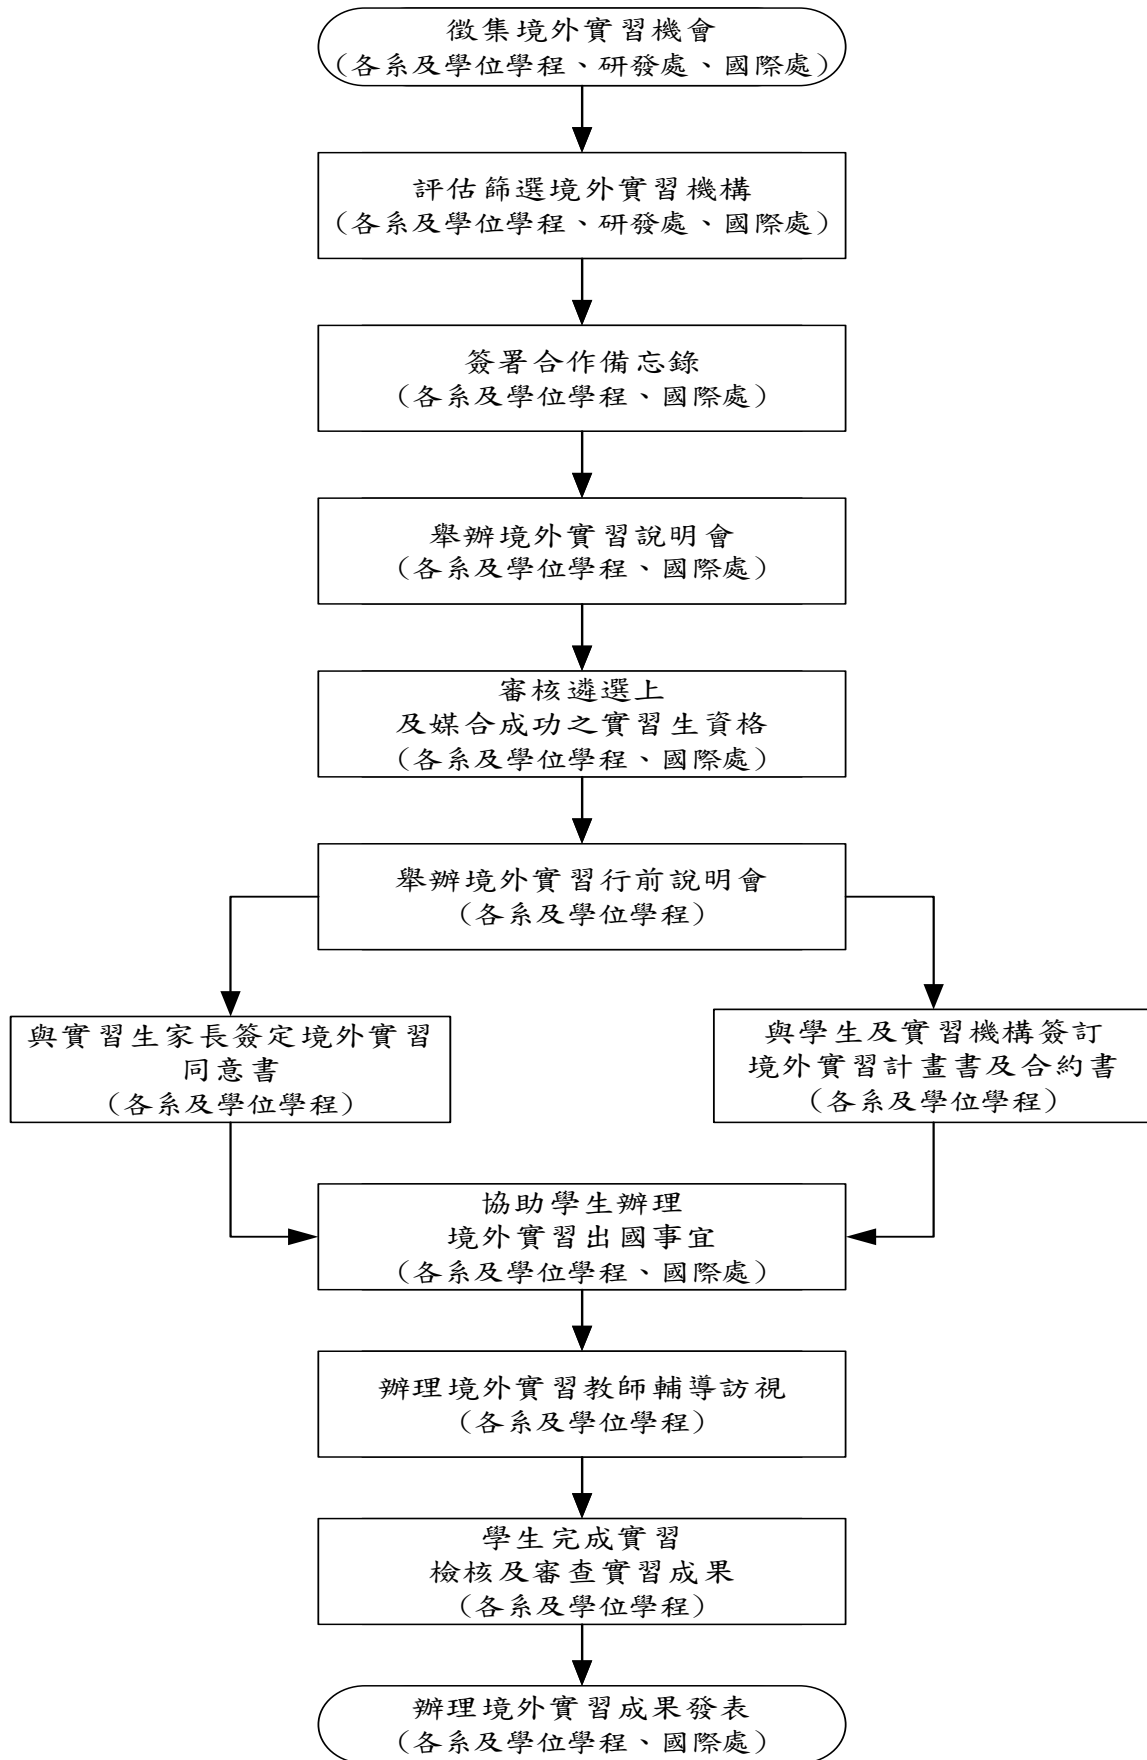 徵集境外實習機會
（各系及學位學程、研發處、國際處）
評估篩選境外實習機構
（各系及學位學程、研發處、國際處）
簽署合作備忘錄
（各系及學位學程、國際處）
舉辦境外實習說明會
（各系及學位學程、國際處）
審核遴選上
及媒合成功之實習生資格
（各系及學位學程、國際處）
舉辦境外實習行前說明會
（各系及學位學程）
與實習生家長簽定境外實習
同意書
（各系及學位學程）
與學生及實習機構簽訂
境外實習計畫書及合約書
（各系及學位學程）
協助學生辦理
境外實習出國事宜
（各系及學位學程、國際處）
辦理境外實習教師輔導訪視
（各系及學位學程）
學生完成實習
檢核及審查實習成果
（各系及學位學程）
辦理境外實習成果發表
（各系及學位學程、國際處）